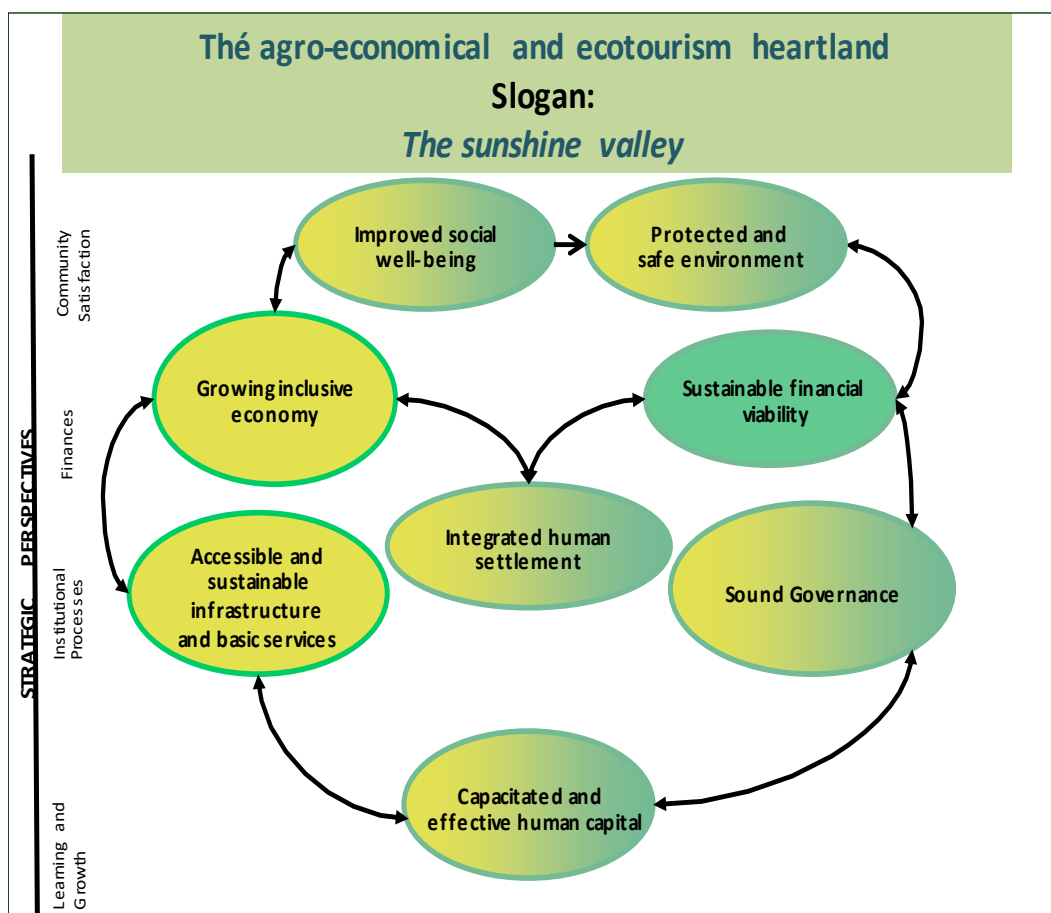 Thé agro-economical and ecotourism heartland
Slogan:
The sunshine valley
STRATEGIC PERSPECTIVES
Community
Satisfaction
Finances
Institutional
Processes
Learning and
Growth
Improved social
well-being
Protected and
safe environment
Growing inclusive
economy
Sustainable financial
viability
Integrated human
settlement
Accessible and
sustainable
infrastructure
and basic services
Sound Governance
Capacitated and
effective human capital